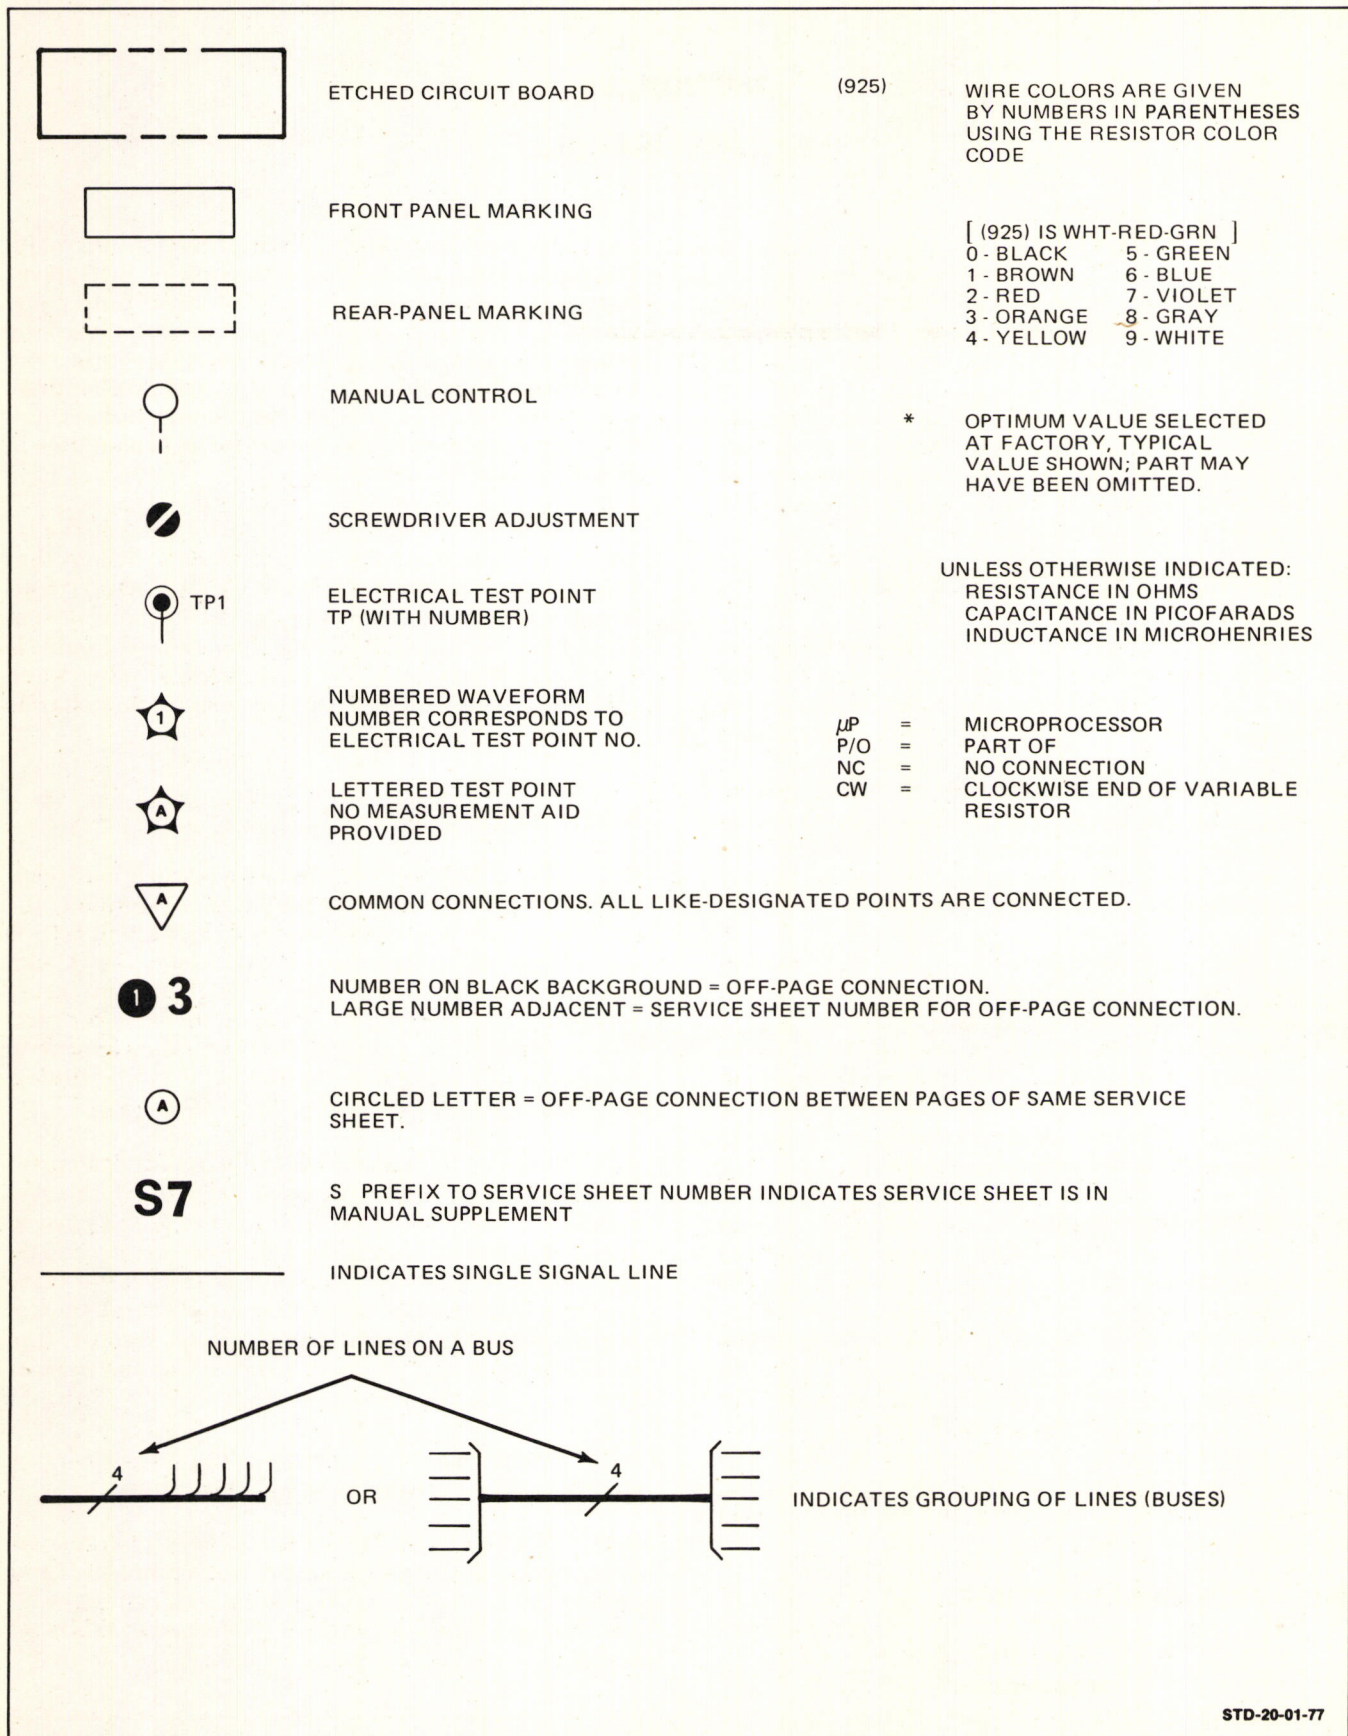 ETCHED CIRCUIT BOARD
FRONT PANEL MARKING
REAR-PANEL MARKING
MANUAL CONTROL
SCREWDRIVER ADJUSTMENT
TP1
ELECTRICAL TEST POINT
TP (WITH NUMBER)
1
NUMBERED WAVEFORM
NUMBER CORRESPONDS TO
ELECTRICAL TEST POINT NO.
A
LETTERED TEST POINT
NO MEASUREMENT AID
PROVIDED
(925)
WIRE COLORS ARE GIVEN
BY NUMBERS IN PARENTHESES
USING THE RESISTOR COLOR
CODE
[ (925) IS WHT-RED-GRN ]
0 - BLACK 5 - GREEN
1 - BROWN 6 - BLUE
2 - RED 7 - VIOLET
3 - ORANGE 8 - GRAY
4 - YELLOW 9 - WHITE
* OPTIMUM VALUE SELECTED
AT FACTORY, TYPICAL
VALUE SHOWN; PART MAY
HAVE BEEN OMITTED.
UNLESS OTHERWISE INDICATED:
RESISTANCE IN OHMS
CAPACITANCE IN PICOFARADS
INDUCTANCE IN MICROHENRIES
μP = MICROPROCESSOR
P/O = PART OF
NC = NO CONNECTION
CW = CLOCKWISE END OF VARIABLE
RESISTOR
A
COMMON CONNECTIONS. ALL LIKE-DESIGNATED POINTS ARE CONNECTED.
1 3
NUMBER ON BLACK BACKGROUND = OFF-PAGE CONNECTION.
LARGE NUMBER ADJACENT = SERVICE SHEET NUMBER FOR OFF-PAGE CONNECTION.
A
CIRCLED LETTER = OFF-PAGE CONNECTION BETWEEN PAGES OF SAME SERVICE
SHEET.
S7
S PREFIX TO SERVICE SHEET NUMBER INDICATES SERVICE SHEET IS IN
MANUAL SUPPLEMENT
INDICATES SINGLE SIGNAL LINE
NUMBER OF LINES ON A BUS
4
OR
4
INDICATES GROUPING OF LINES (BUSES)
STD-20-01-77